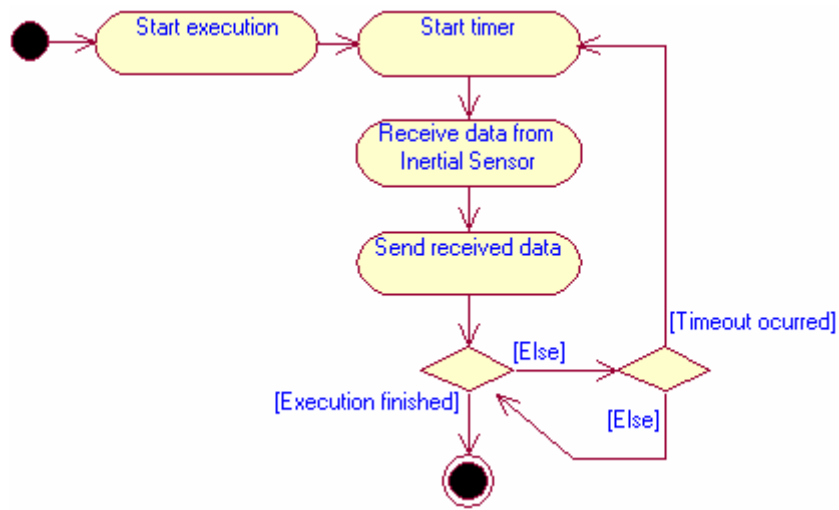 Start execution
Start timer
Receive data from
Inertial Sensor
Send received data
[Timeout ocurred]
[Else]
[Execution finished]
[Else]